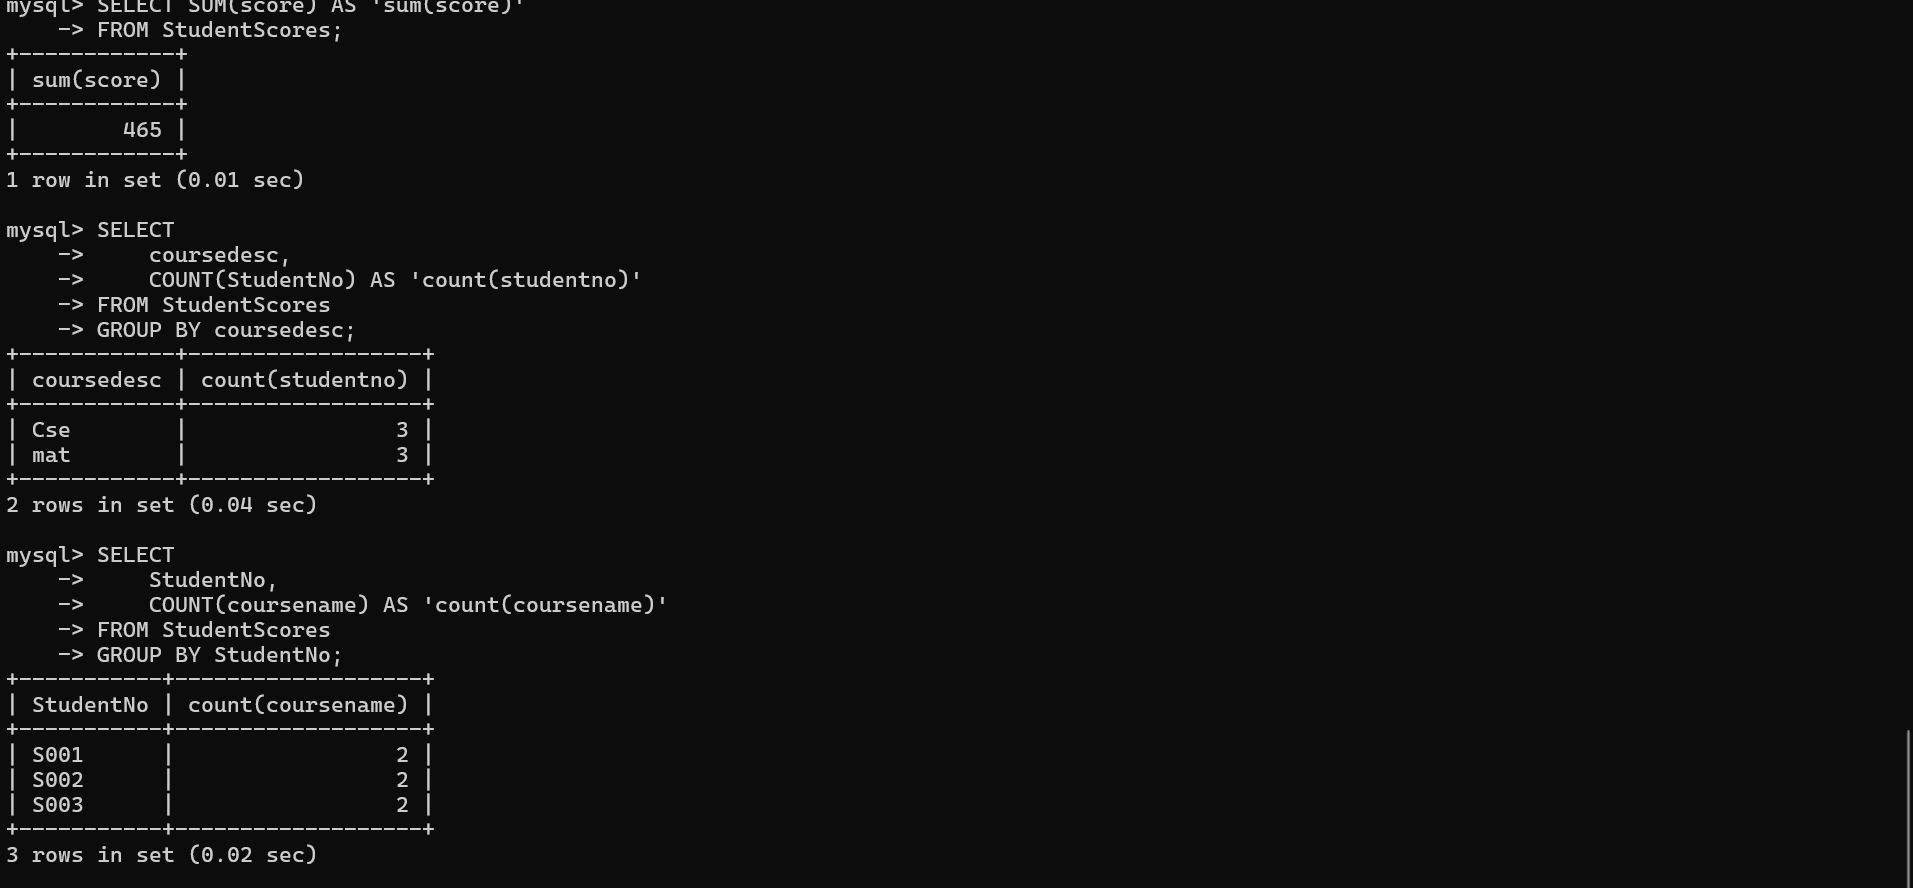 mysql> SELECT SUM(score) AS 'sum(score)'
    -> FROM StudentScores;
+------------+
| sum(score) |
+------------+
|        465 |
+------------+
1 row in set (0.01 sec)

mysql> SELECT
    ->     coursedesc,
    ->     COUNT(StudentNo) AS 'count(studentno)'
    -> FROM StudentScores
    -> GROUP BY coursedesc;
+------------+------------------+
| coursedesc | count(studentno) |
+------------+------------------+
| Cse        |                3 |
| mat        |                3 |
+------------+------------------+
2 rows in set (0.04 sec)

mysql> SELECT
    ->     StudentNo,
    ->     COUNT(coursename) AS 'count(coursename)'
    -> FROM StudentScores
    -> GROUP BY StudentNo;
+-----------+-------------------+
| StudentNo | count(coursename) |
+-----------+-------------------+
| S001      |                 2 |
| S002      |                 2 |
| S003      |                 2 |
+-----------+-------------------+
3 rows in set (0.02 sec)